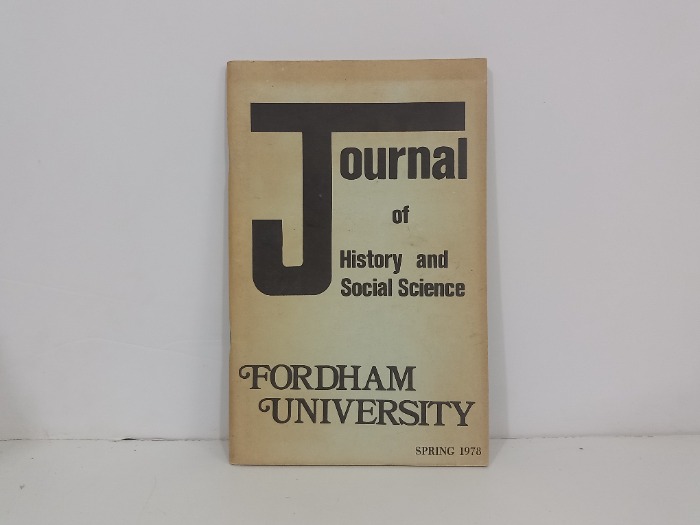 Journal
of
History and
Social Science
FORDHAM
UNIVERSITY
SPRING 1978